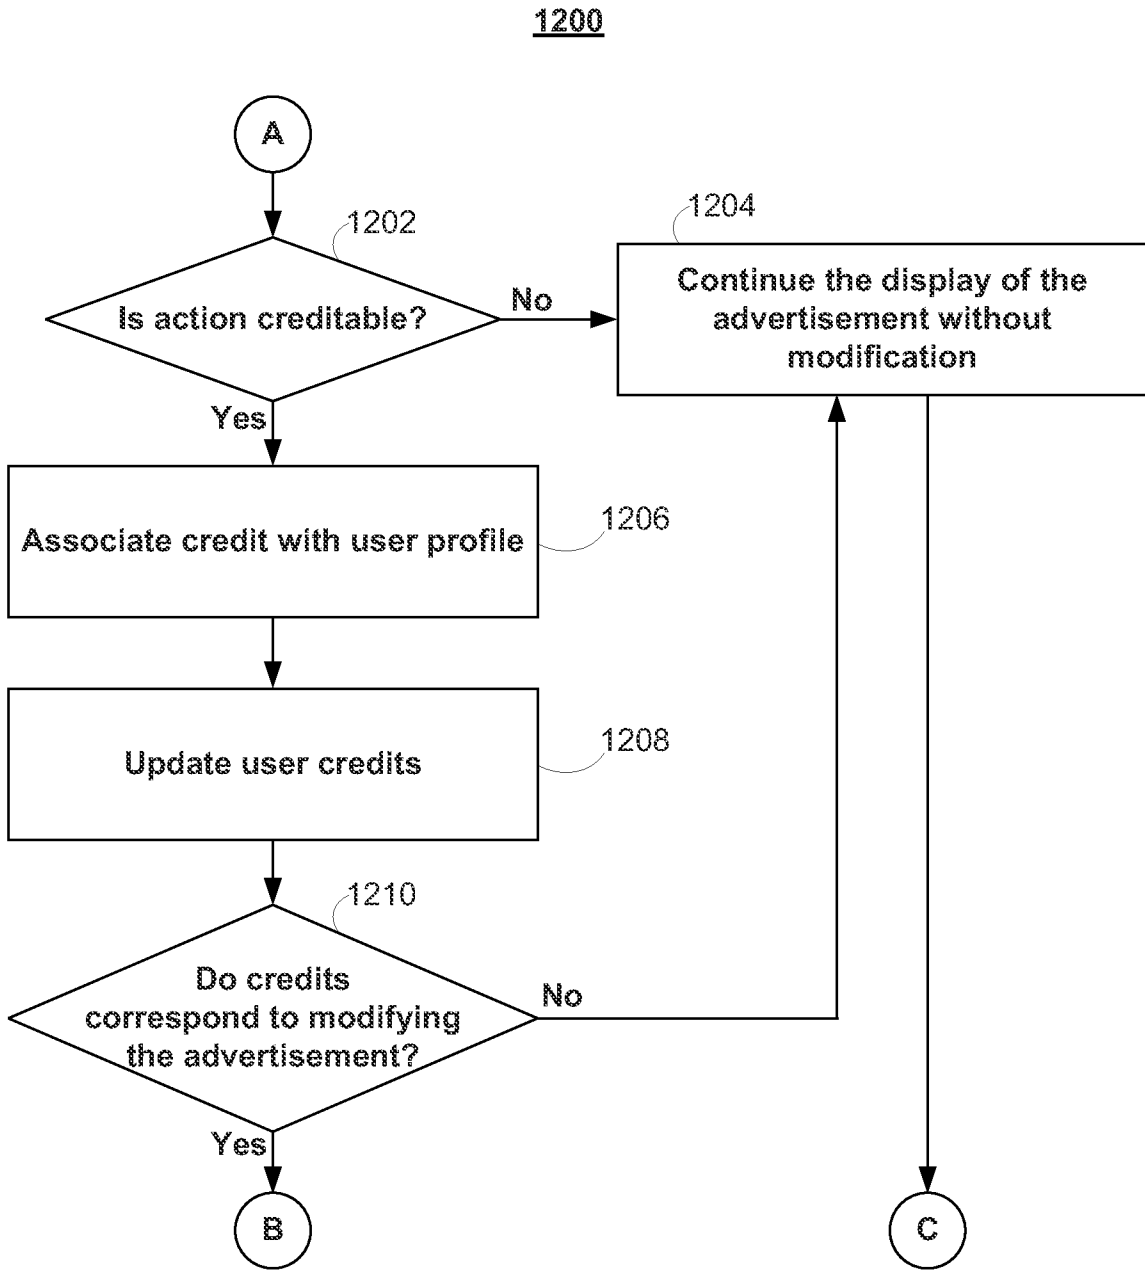 1200
A
1202
Is action creditable?
No
1204
Continue the display of the
advertisement without
modification
Yes
Associate credit with user profile
1206
Update user credits
1208
1210
Do credits
correspond to modifying
the advertisement?
No
Yes
B
C